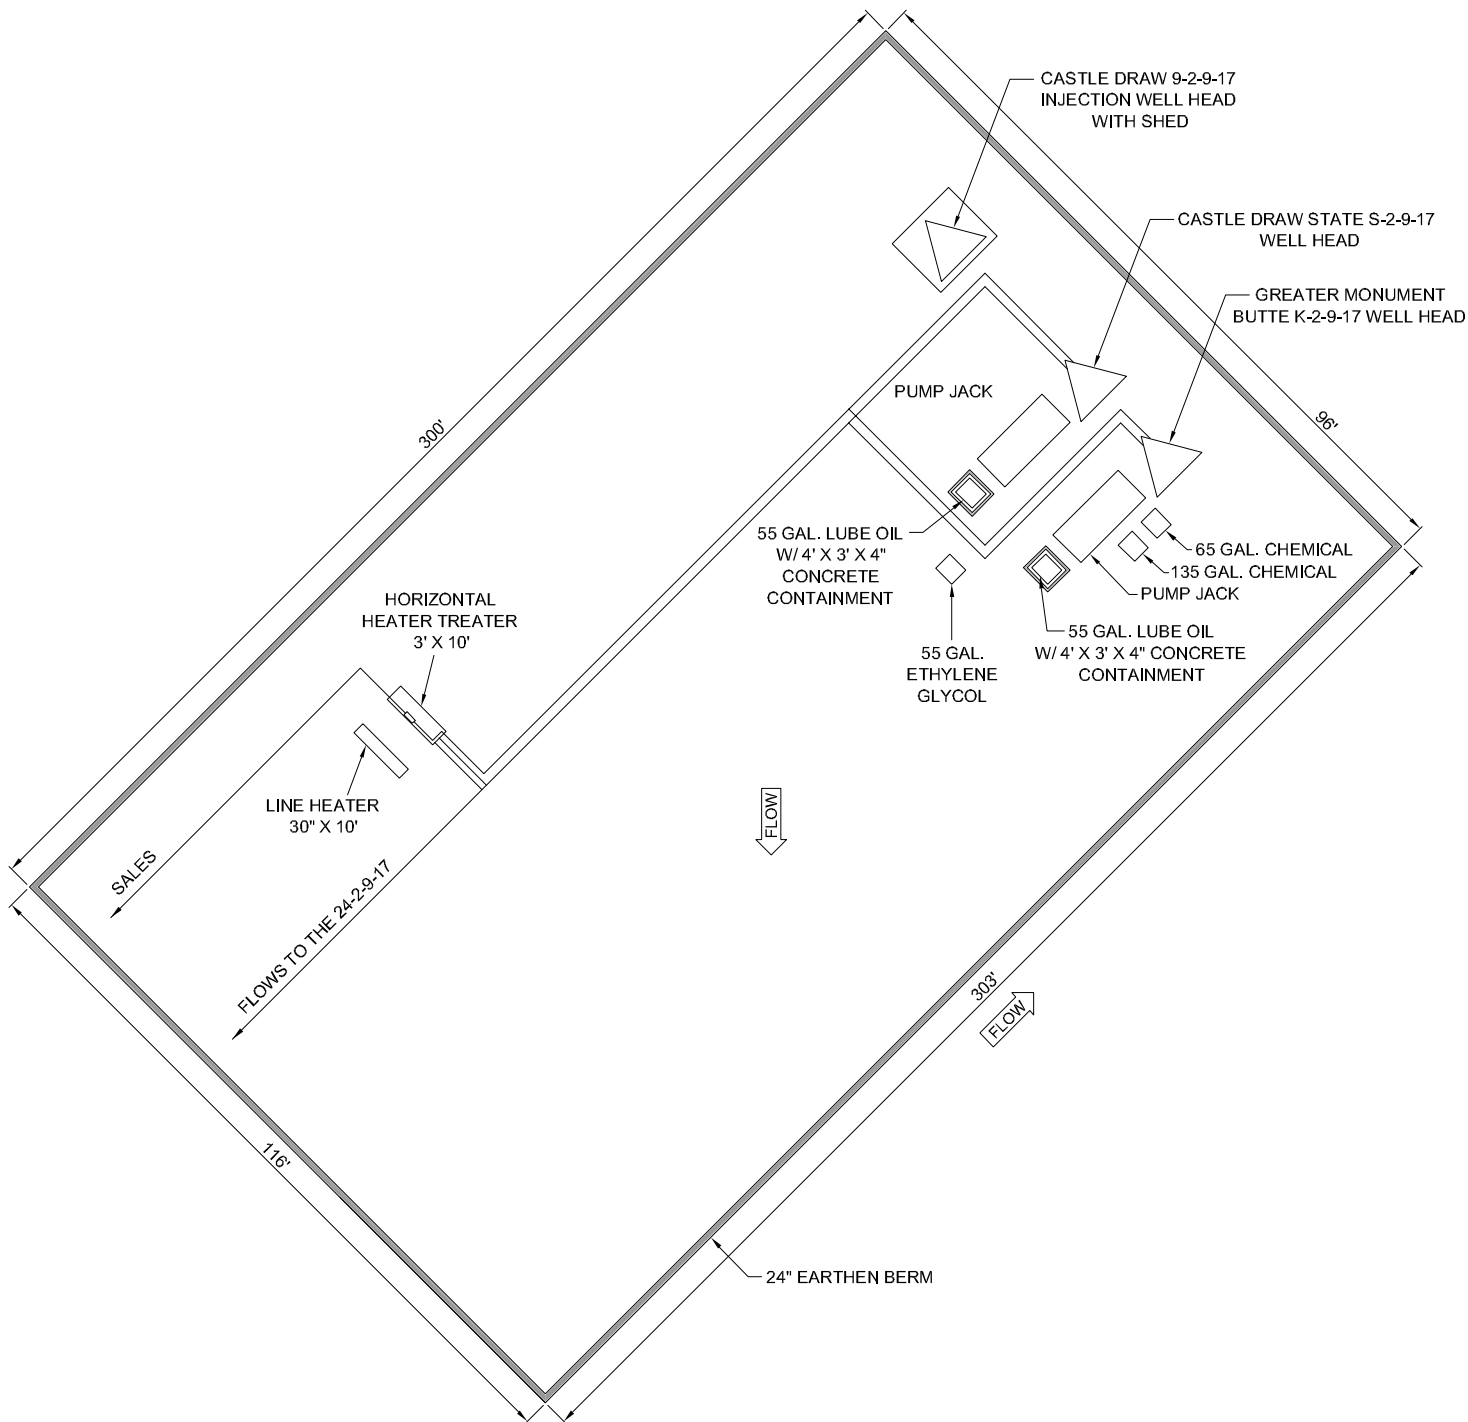 CASTLE DRAW 9-2-9-17
INJECTION WELL HEAD
WITH SHED
CASTLE DRAW STATE S-2-9-17
WELL HEAD
GREATER MONUMENT
BUTTE K-2-9-17 WELL HEAD
300'
96'
PUMP JACK
55 GAL. LUBE OIL
W/ 4' X 3' X 4"
CONCRETE
CONTAINMENT
65 GAL. CHEMICAL
135 GAL. CHEMICAL
PUMP JACK
55 GAL. LUBE OIL
W/ 4' X 3' X 4" CONCRETE
CONTAINMENT
55 GAL.
ETHYLENE
GLYCOL
HORIZONTAL
HEATER TREATER
3' X 10'
LINE HEATER
30" X 10'
SALES
FLOWS TO THE 24-2-9-17
FLOW
303'
FLOW
116'
24" EARTHEN BERM